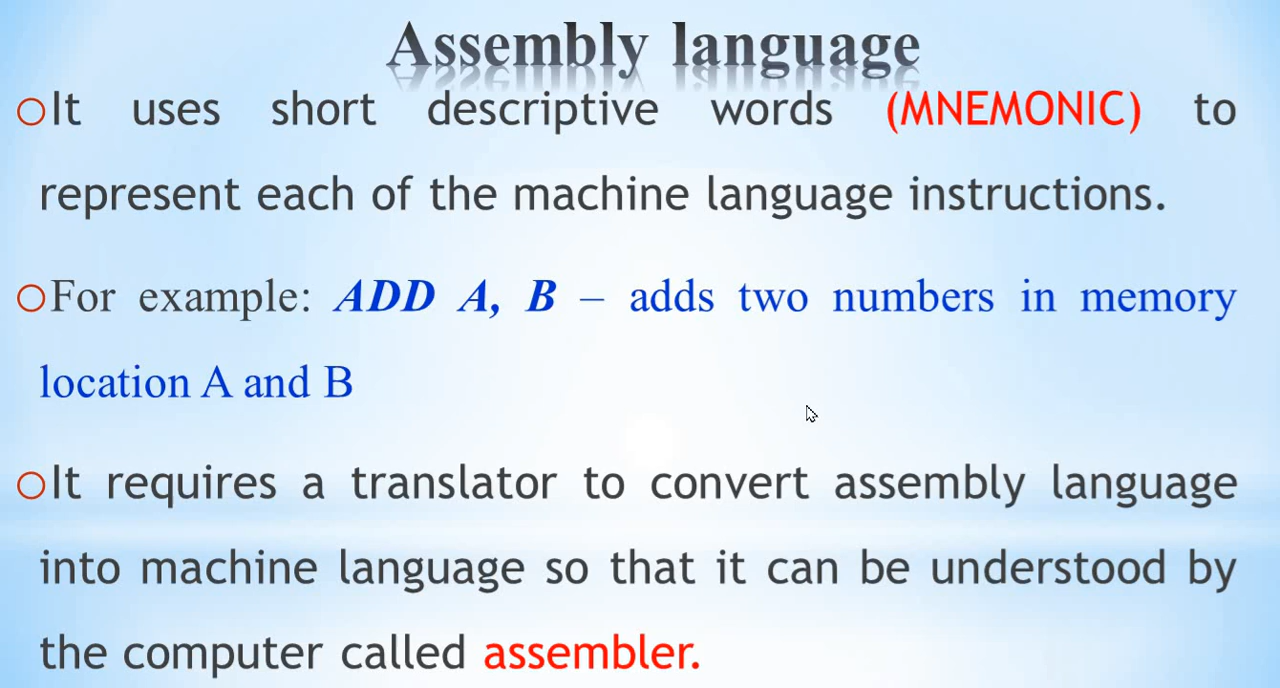 Assembly language
It uses short descriptive words (MNEMONIC) to
represent each of the machine language instructions.
For example: ADD A, B – adds two numbers in memory
location A and B
It requires a translator to convert assembly language
into machine language so that it can be understood by
the computer called assembler.